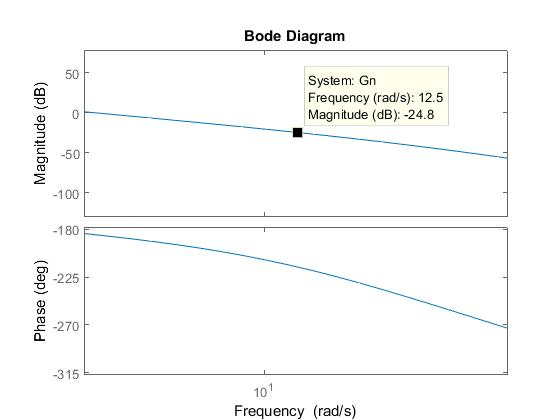 Bode Diagram
System: Gn
Frequency (rad/s): 12.5
Magnitude (dB): -24.8
Magnitude (dB)
50
0
-50
-100
Phase (deg)
-180
-225
-270
-315
10^1
Frequency (rad/s)